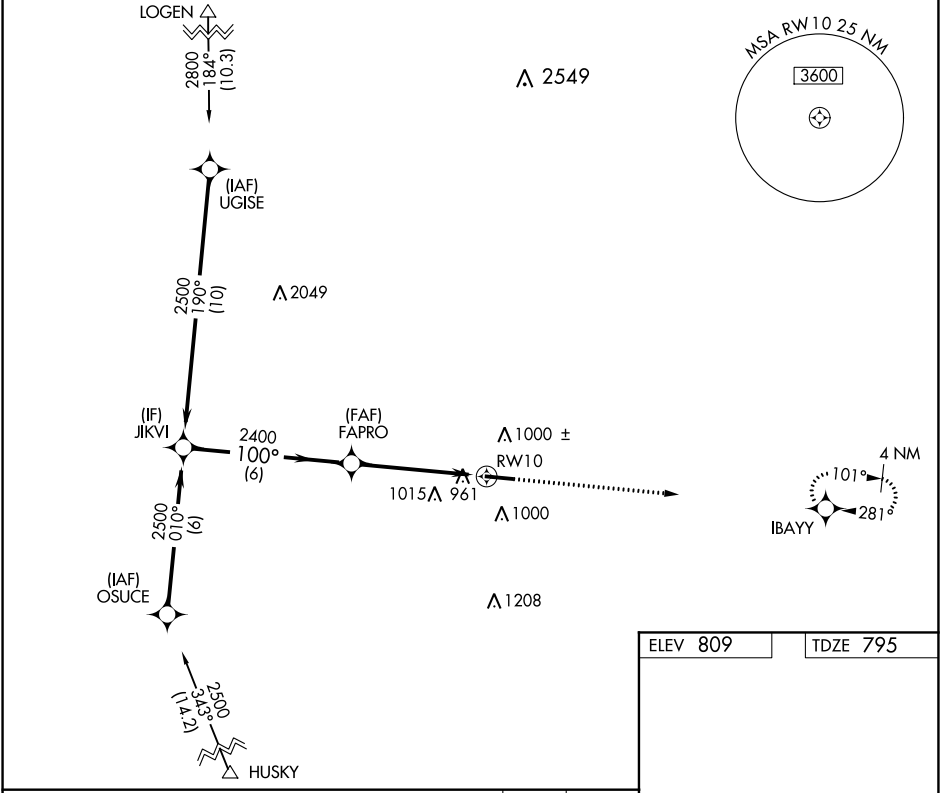 LOGEN
2800
184°
(10.3)
2549
MSA RW10 25 NM
3600
(IAF)
UGISE
2500
190°
(10)
2049
(IF)
JIKVI
2400
100°
(6)
(FAF)
FAPRO
1000 ±
RW10
1015
961
1000
4 NM
101°
281°
IBAYY
2500
010°
(6)
(IAF)
OSUCE
1208
2500
343°
(14.2)
HUSKY
ELEV 809
TDZE 795